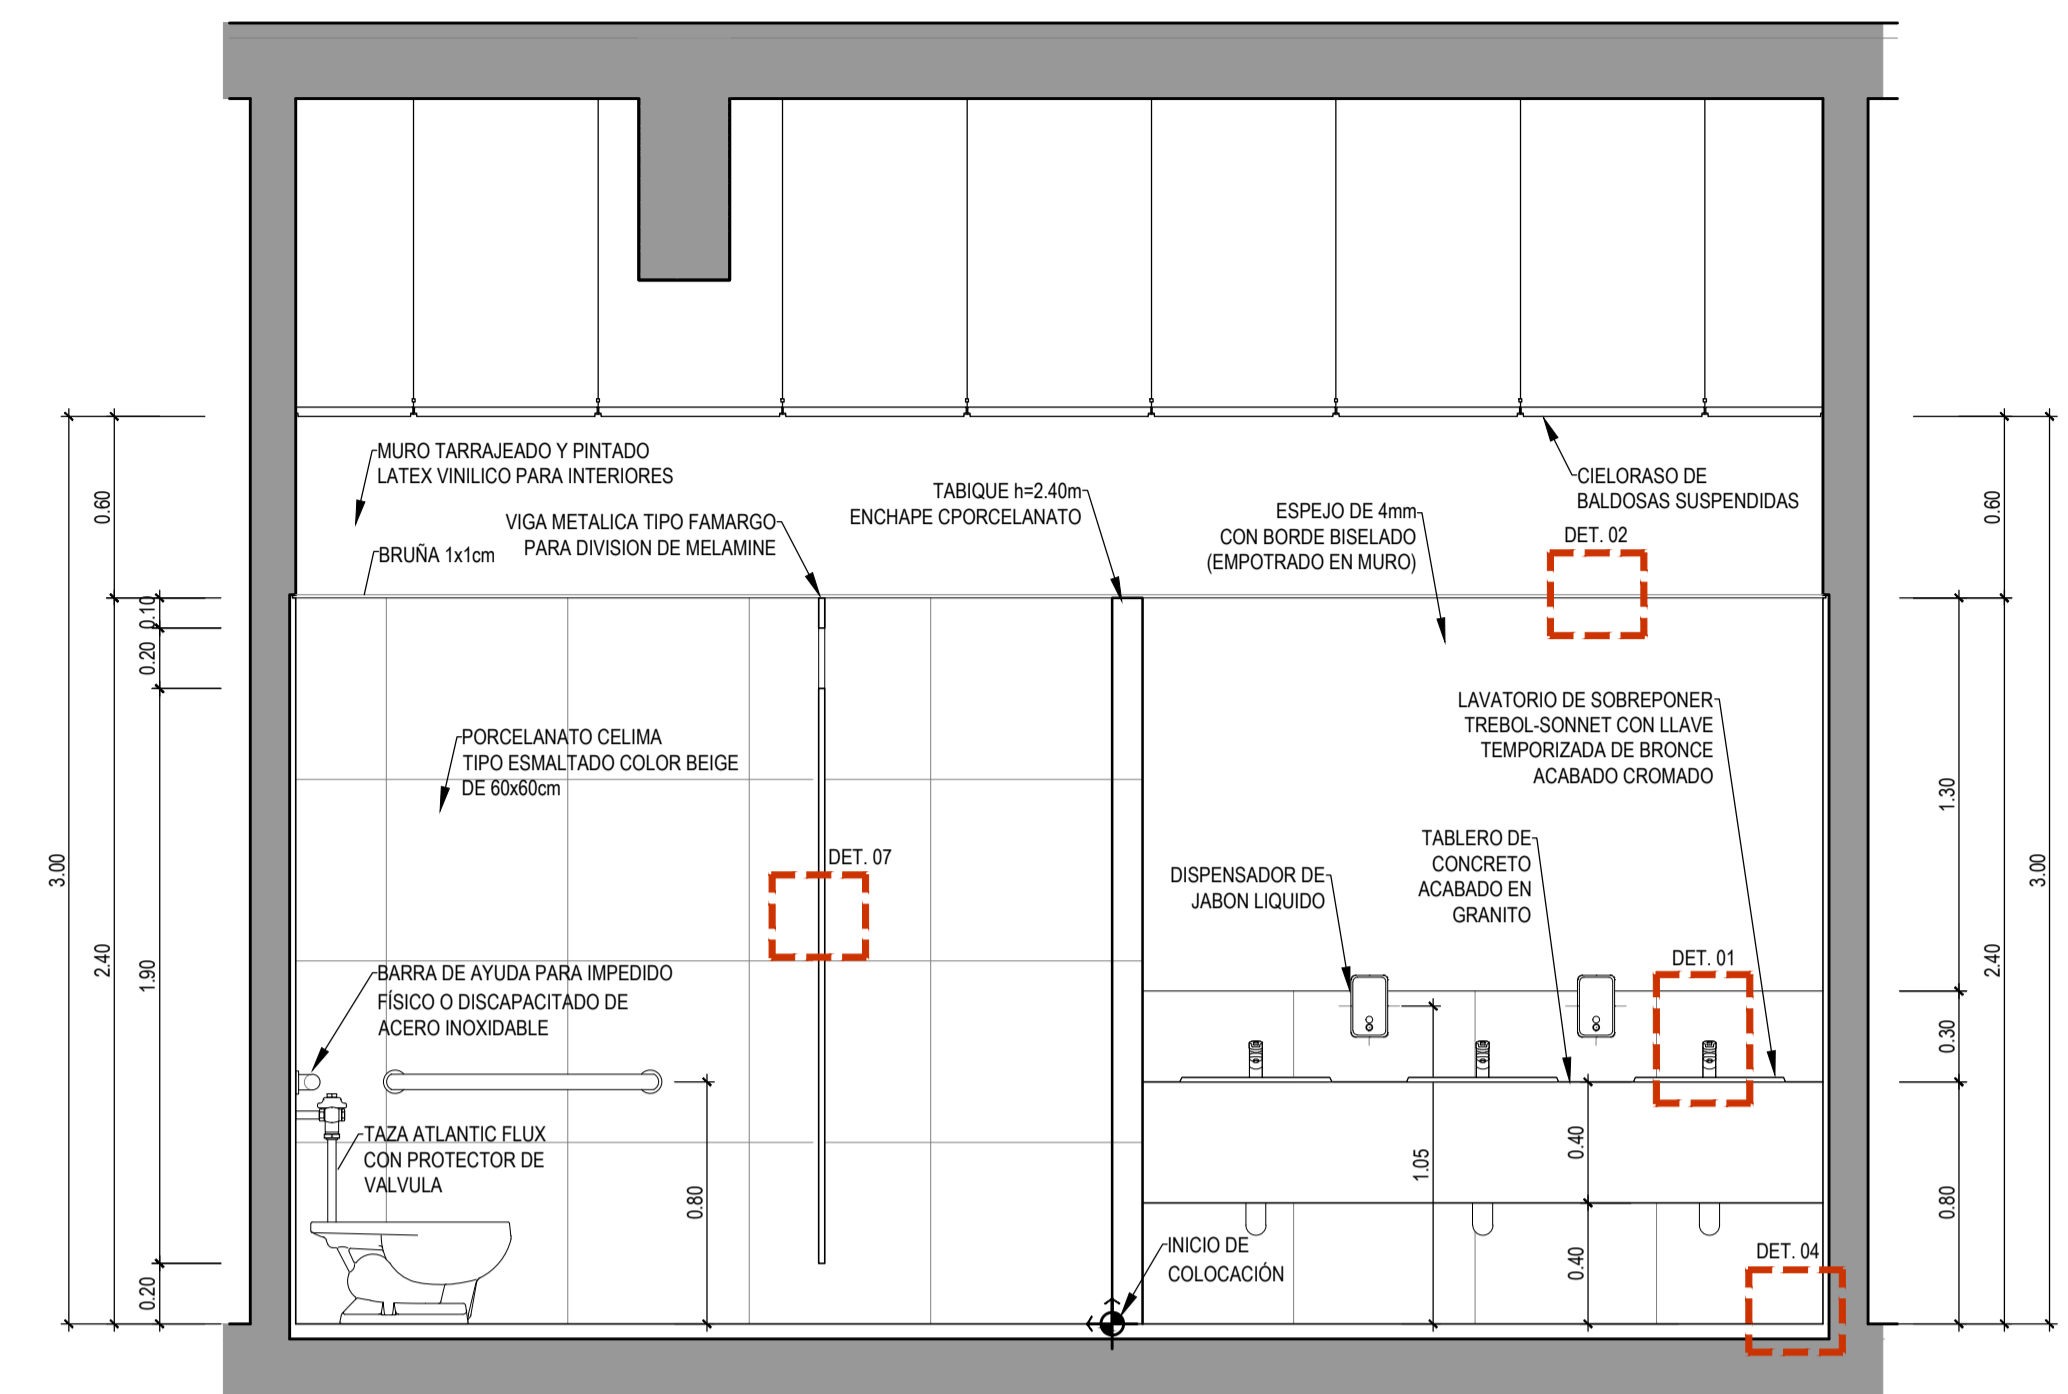 MURO TARRAJEADO Y PINTADO
LATEX VINILICO PARA INTERIORES
BRUÑA 1x1cm
VIGA METALICA TIPO FAMARGO
PARA DIVISION DE MELAMINE
TABIQUE h=2.40m
ENCHAPE CPORCELANATO
ESPEJO DE 4mm
CON BORDE BISELADO
(EMPOTRADO EN MURO)
CIELORASO DE
BALDOSAS SUSPENDIDAS
DET. 02
PORCELANATO CELIMA
TIPO ESMALTADO COLOR BEIGE
DE 60x60cm
DET. 07
LAVATORIO DE SOBREPONER
TREBOL-SONNET CON LLAVE
TEMPORIZADA DE BRONCE
ACABADO CROMADO
TABLERO DE
CONCRETO
ACABADO EN
GRANITO
DISPENSADOR DE
JABON LIQUIDO
DET. 01
BARRA DE AYUDA PARA IMPEDIDO
FÍSICO O DISCAPACITADO DE
ACERO INOXIDABLE
TAZA ATLANTIC FLUX
CON PROTECTOR DE
VALVULA
INICIO DE
COLOCACIÓN
DET. 04
3.00
0.60
2.40
0.10
0.20
1.90
0.20
0.80
1.05
0.40
0.40
1.30
0.30
0.80
0.60
2.40
3.00